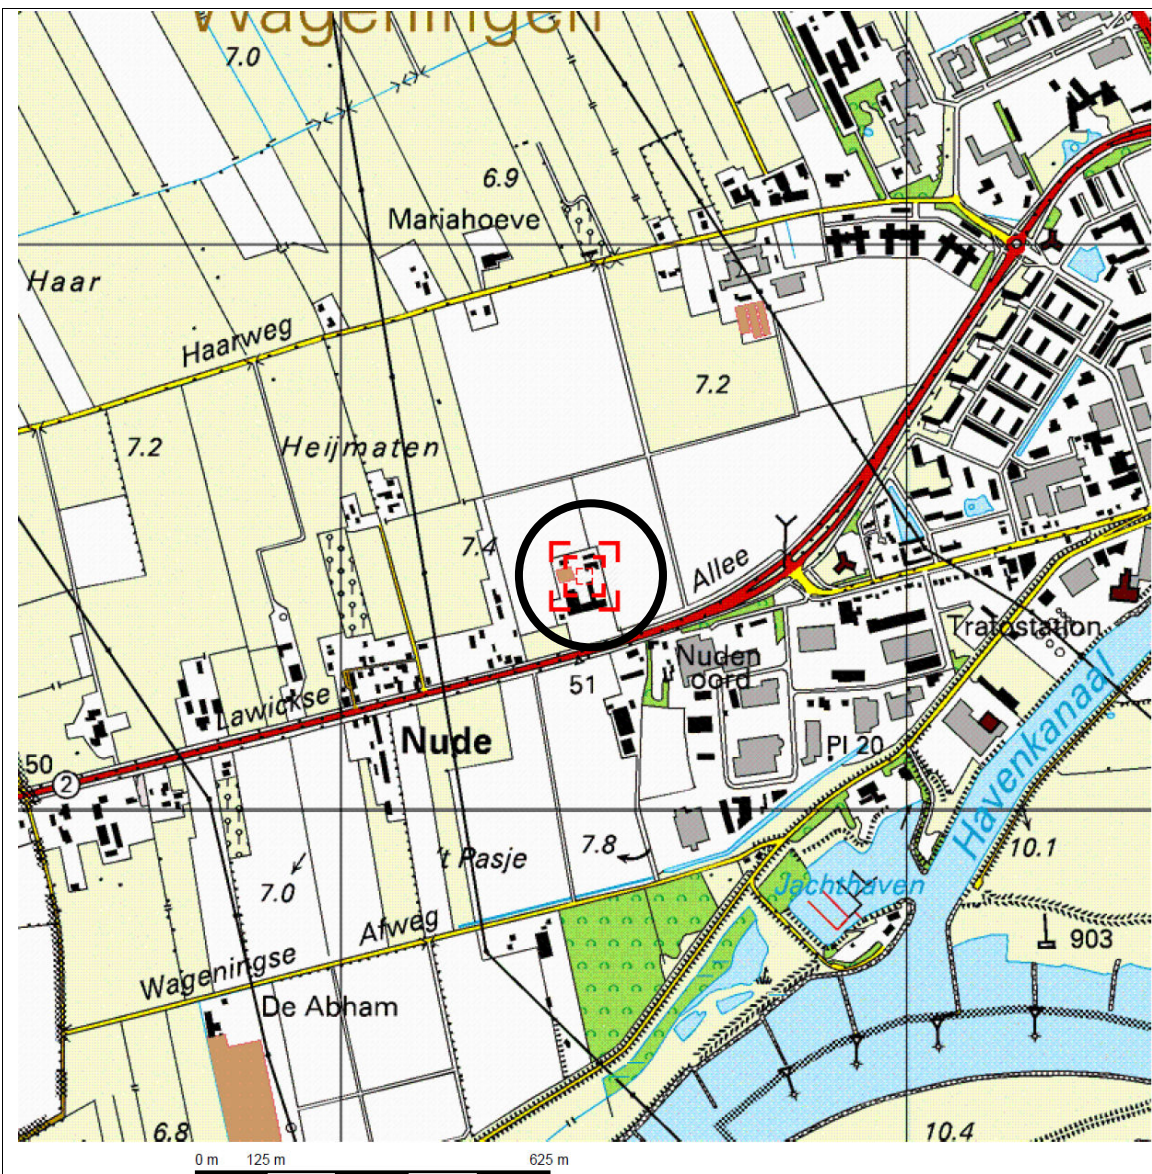 Wageningen
7.0
6.9
Mariahoeve
Haar
Haarweg
7.2
7.2
Heijmaten
7.4
Allee
Tratostation
Nuden
oord
51
Lawickse
Nude
Pl 20
50
2
Havenkanaal
7.8
't Pasje
10.1
7.0
Jachthaven
Afweg
903
Wageningse
De Abham
6.8
10.4
0 m 125 m 625 m